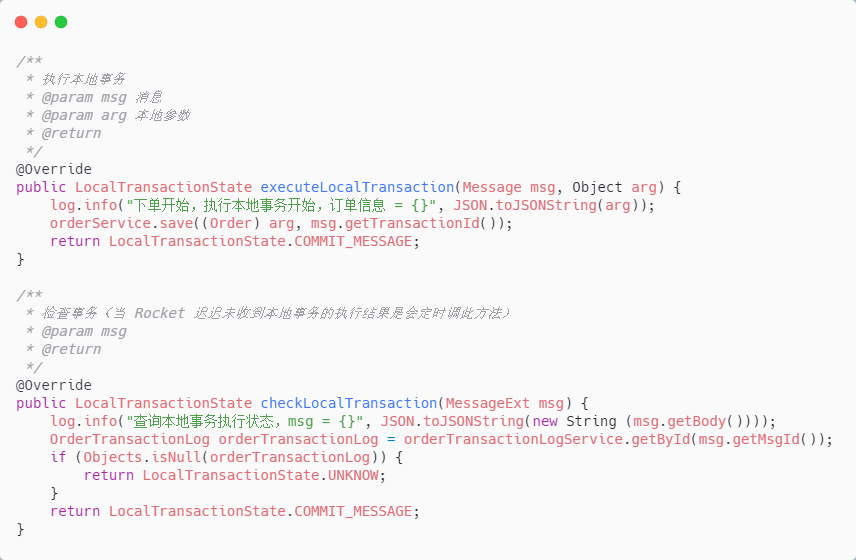 /**
 * 执行本地事务
 * @param msg 消息
 * @param arg 本地参数
 * @return
 */
@Override
public LocalTransactionState executeLocalTransaction(Message msg, Object arg) {
    log.info("下单开始，执行本地事务开始，订单信息 = {}", JSON.toJSONString(arg));
    orderService.save((Order) arg, msg.getTransactionId());
    return LocalTransactionState.COMMIT_MESSAGE;
}

/**
 * 检查事务（当 Rocket 迟迟未收到本地事务的执行结果是会定时调此方法）
 * @param msg
 * @return
 */
@Override
public LocalTransactionState checkLocalTransaction(MessageExt msg) {
    log.info("查询本地事务执行状态，msg = {}", JSON.toJSONString(new String (msg.getBody())));
    OrderTransactionLog orderTransactionLog = orderTransactionLogService.getById(msg.getMsgId());
    if (Objects.isNull(orderTransactionLog)) {
        return LocalTransactionState.UNKNOW;
    }
    return LocalTransactionState.COMMIT_MESSAGE;
}